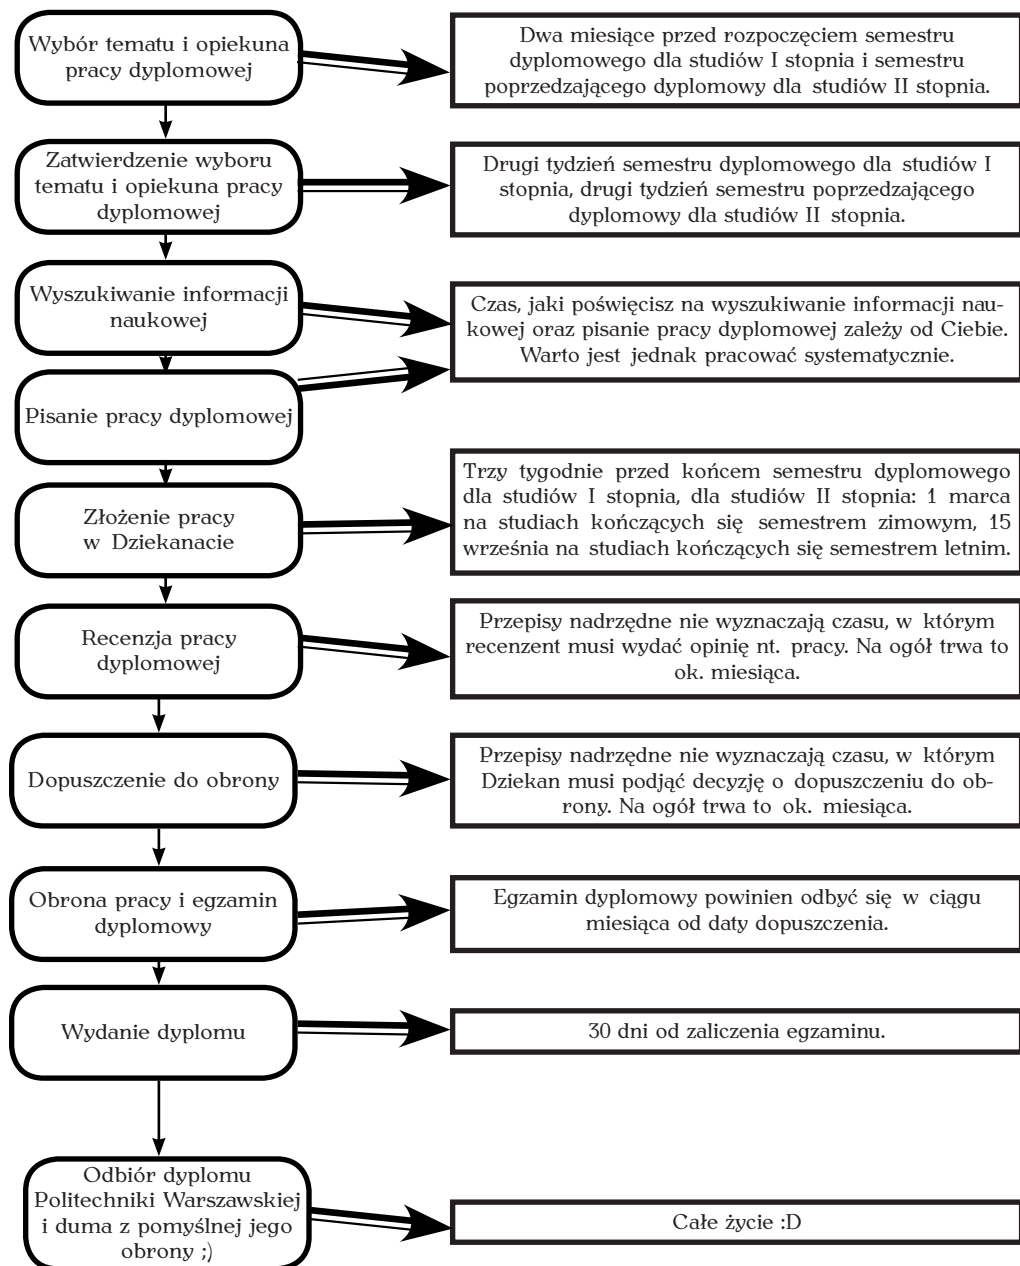 Wybór tematu i opiekuna
pracy dyplomowej
Dwa miesiące przed rozpoczęciem semestru
dyplomowego dla studiów I stopnia i semestru
poprzedzającego dyplomowy dla studiów II stopnia.
Zatwierdzenie wyboru
tematu i opiekuna pracy
dyplomowej
Drugi tydzień semestru dyplomowego dla studiów I
stopnia, drugi tydzień semestru poprzedzającego
dyplomowy dla studiów II stopnia.
Wyszukiwanie informacji
naukowej
Czas, jaki poświęcisz na wyszukiwanie informacji nau-
kowej oraz pisanie pracy dyplomowej zależy od Ciebie.
Warto jest jednak pracować systematycznie.
Pisanie pracy dyplomowej
Złożenie pracy
w Dziekanacie
Trzy tygodnie przed końcem semestru dyplomowego
dla studiów I stopnia, dla studiów II stopnia: 1 marca
na studiach kończących się semestrem zimowym, 15
września na studiach kończących się semestrem letnim.
Recenzja pracy
dyplomowej
Przepisy nadrzędne nie wyznaczają czasu, w którym
recenzent musi wydać opinię nt. pracy. Na ogół trwa to
ok. miesiąca.
Dopuszczenie do obrony
Przepisy nadrzędne nie wyznaczają czasu, w którym
Dziekan musi podjąć decyzję o dopuszczeniu do ob-
rony. Na ogół trwa to ok. miesiąca.
Obrona pracy i egzamin
dyplomowy
Egzamin dyplomowy powinien odbyć się w ciągu
miesiąca od daty dopuszczenia.
Wydanie dyplomu
30 dni od zaliczenia egzaminu.
Odbiór dyplomu
Politechniki Warszawskiej
i duma z pomyślnej jego
obrony ;)
Całe życie :D